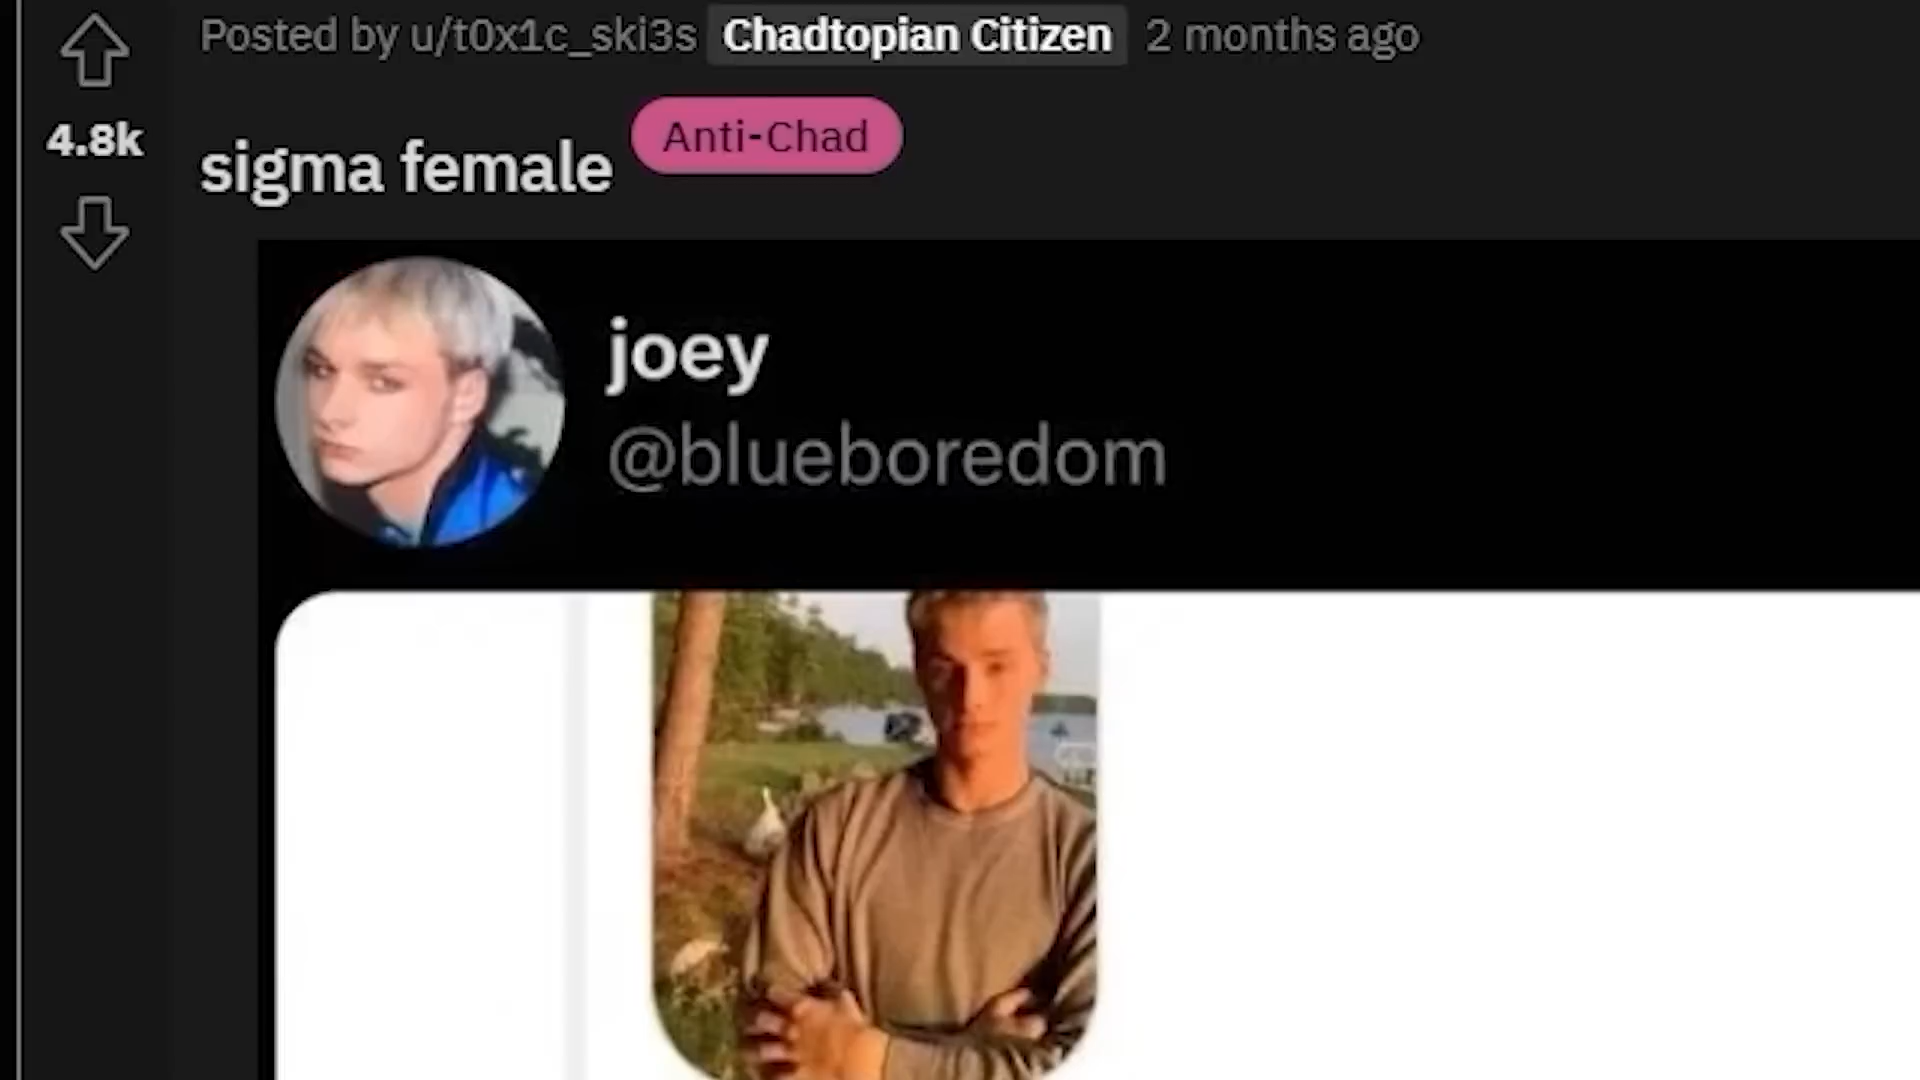 Posted by u/t0x1c_ski3s Chadtopian Citizen 2 months ago
4.8k
sigma female Anti-Chad
joey
@blueboredom